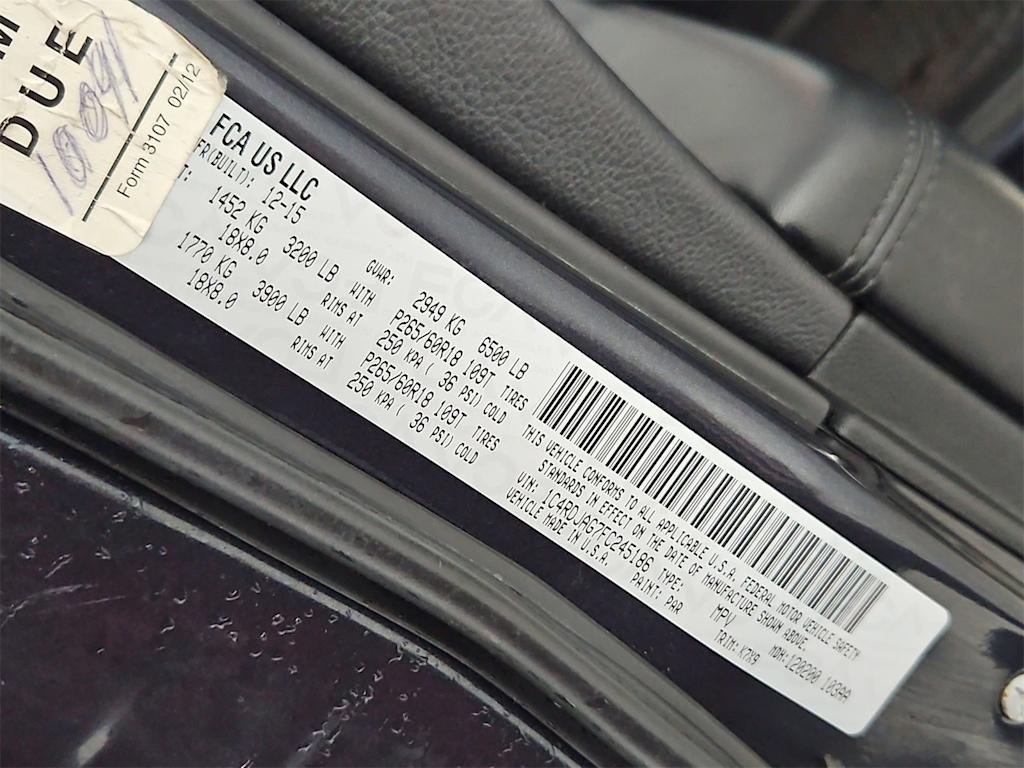 M
DUE
10091
Form 3107 02/12
FCA US LLC
FR(BUILT): 12-15 GVWR: 2949 KG 6500 LB
T: 1452 KG 3200 LB WITH P265/60R18 109T TIRES
18X8.0 RIMS AT 250 KPA( 36 PSI) COLD
1770 KG 3900 LB WITH P265/60R18 109T TIRES
18X8.0 RIMS AT 250 KPA( 36 PSI) COLD
THIS VEHICLE CONFORMS TO ALL APPLICABLE U.S.A. FEDERAL MOTOR VEHICLE SAFETY
STANDARDS IN EFFECT ON THE DATE OF MANUFACTURE SHOWN ABOVE.
VIN: 1C4RDJAG7FC245186 TYPE: MPV MDH:120200 103AA
VEHICLE MADE IN U.S.A. PAINT: PAR TRIM:K7X9